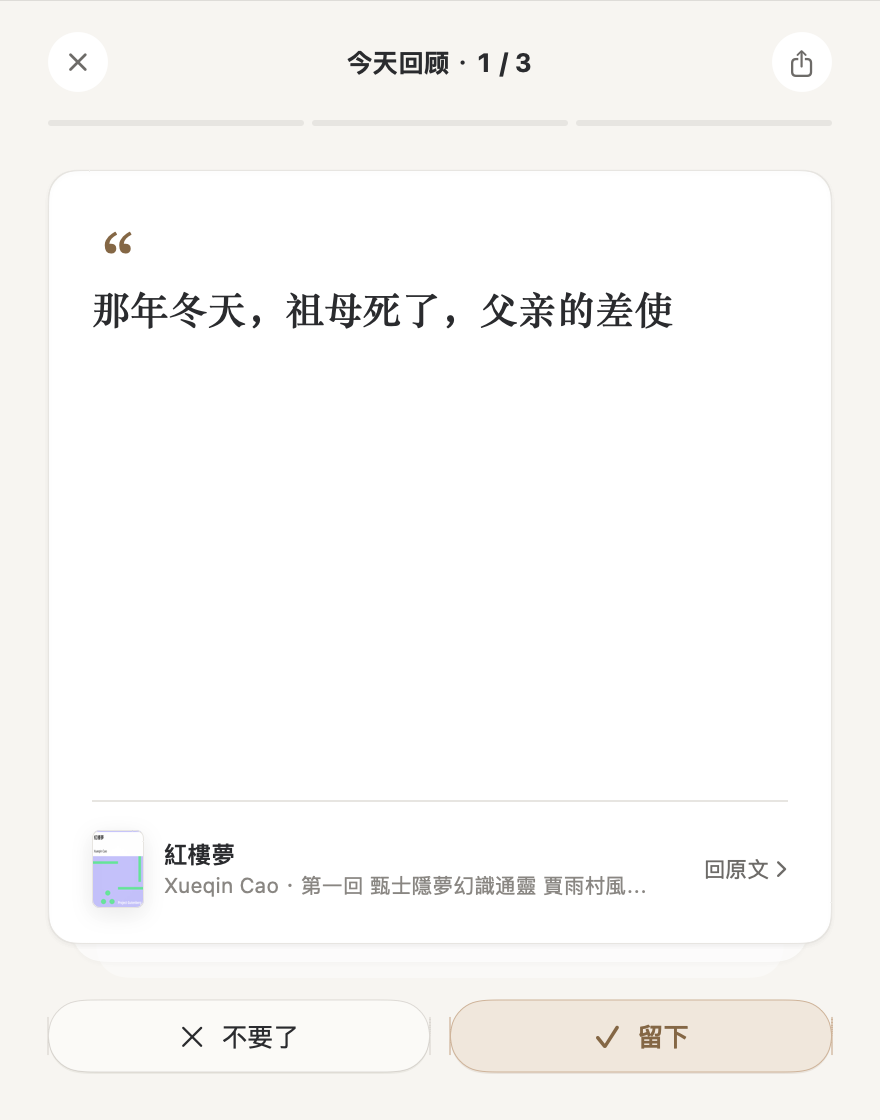 今天回顾 · 1 / 3
“
那年冬天，祖母死了，父亲的差使
紅樓夢
Xueqin Cao · 第一回 甄士隱夢幻識通靈 賈雨村風…
回原文
不要了
留下